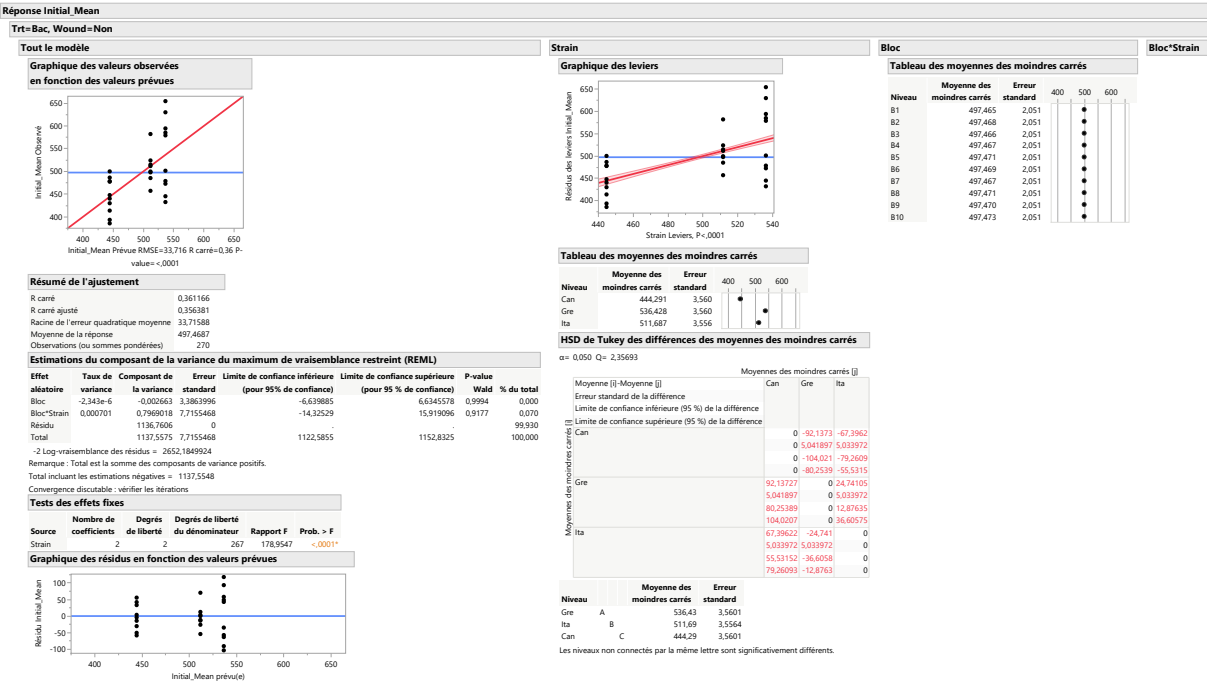 Réponse Initial_Mean
Trt=Bac, Wound=Non
Tout le modèle
Graphique des valeurs observées
en fonction des valeurs prévues
Initial_Mean Observé
650
600
550
500
450
400
400 450 500 550 600 650
Initial_Mean Prévue RMSE=33,716 R carré=0,36 P-
value=<,0001
Résumé de l'ajustement
R carré 0,361166
R carré ajusté 0,356381
Racine de l'erreur quadratique moyenne 33,71588
Moyenne de la réponse 497,4687
Observations (ou sommes pondérées) 270
Estimations du composant de la variance du maximum de vraisemblance restreint (REML)
Effet Taux de Composant de Erreur Limite de confiance inférieure Limite de confiance supérieure P-value
aléatoire variance la variance standard (pour 95% de confiance) (pour 95 % de confiance) Wald % du total
Bloc -2,343e-6 -0,002663 3,3863996 -6,639885 6,6345578 0,9994 0,000
Bloc*Strain 0,000701 0,7969018 7,7155468 -14,32529 15,919096 0,9177 0,070
Résidu 1136,7606 0 . . 99,930
Total 1137,5575 7,7155468 1122,5855 1152,8325 100,000
-2 Log-vraisemblance des résidus = 2652,1849924
Remarque : Total est la somme des composants de variance positifs.
Total incluant les estimations négatives = 1137,5548
Convergence discutable : vérifier les itérations
Tests des effets fixes
Nombre de Degrés Degrés de liberté
Source coefficients de liberté du dénominateur Rapport F Prob. > F
Strain 2 2 267 178,9547 <,0001*
Graphique des résidus en fonction des valeurs prévues
Résidu Initial_Mean
100
50
0
-50
-100
400 450 500 550 600 650
Initial_Mean prévu(e)
Strain
Graphique des leviers
Résidus des leviers Initial_Mean
650
600
550
500
450
400
440 460 480 500 520 540
Strain Leviers, P<,0001
Tableau des moyennes des moindres carrés
Moyenne des Erreur
Niveau moindres carrés standard 400 500 600
Can 444,291 3,560
Gre 536,428 3,560
Ita 511,687 3,556
HSD de Tukey des différences des moyennes des moindres carrés
α= 0,050 Q= 2,35693
Moyennes des moindres carrés [j]
Moyennes des moindres carrés [i]
Moyenne [i]-Moyenne [j] Can Gre Ita
Erreur standard de la différence
Limite de confiance inférieure (95 %) de la différence
Limite de confiance supérieure (95 %) de la différence
Can 0 -92,1373 -67,3962
0 5,041897 5,033972
0 -104,021 -79,2609
0 -80,2539 -55,5315
Gre 92,13727 0 24,74105
5,041897 0 5,033972
80,25389 0 12,87635
104,0207 0 36,60575
Ita 67,39622 -24,741 0
5,033972 5,033972 0
55,53152 -36,6058 0
79,26093 -12,8763 0
Moyenne des Erreur
Niveau moindres carrés standard
Gre A 536,43 3,5601
Ita B 511,69 3,5564
Can C 444,29 3,5601
Les niveaux non connectés par la même lettre sont significativement différents.
Bloc
Tableau des moyennes des moindres carrés
Moyenne des Erreur
Niveau moindres carrés standard 400 500 600
B1 497,465 2,051
B2 497,468 2,051
B3 497,466 2,051
B4 497,467 2,051
B5 497,471 2,051
B6 497,469 2,051
B7 497,467 2,051
B8 497,471 2,051
B9 497,470 2,051
B10 497,473 2,051
Bloc*Strain